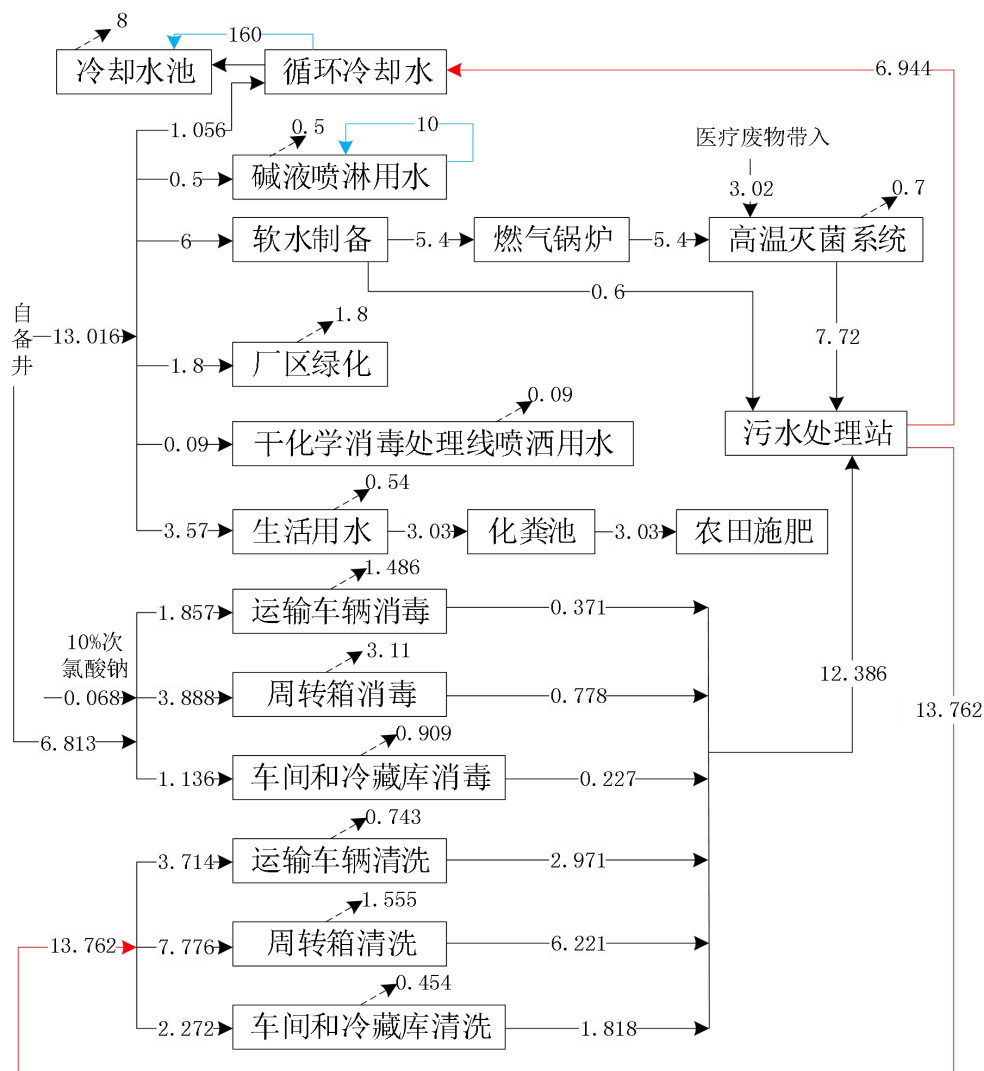 8
160
冷却水池
循环冷却水
6.944
1.056
0.5
10
医疗废物带入
0.5
碱液喷淋用水
3.02
0.7
6
软水制备
5.4
燃气锅炉
5.4
高温灭菌系统
0.6
自备井
13.016
1.8
7.72
1.8
厂区绿化
0.09
0.09
干化学消毒处理线喷洒用水
污水处理站
0.54
3.57
生活用水
3.03
化粪池
3.03
农田施肥
1.486
1.857
运输车辆消毒
0.371
10%次
氯酸钠
0.068
3.11
3.888
周转箱消毒
0.778
12.386
13.762
6.813
0.909
1.136
车间和冷藏库消毒
0.227
0.743
3.714
运输车辆清洗
2.971
1.555
13.762
7.776
周转箱清洗
6.221
0.454
2.272
车间和冷藏库清洗
1.818